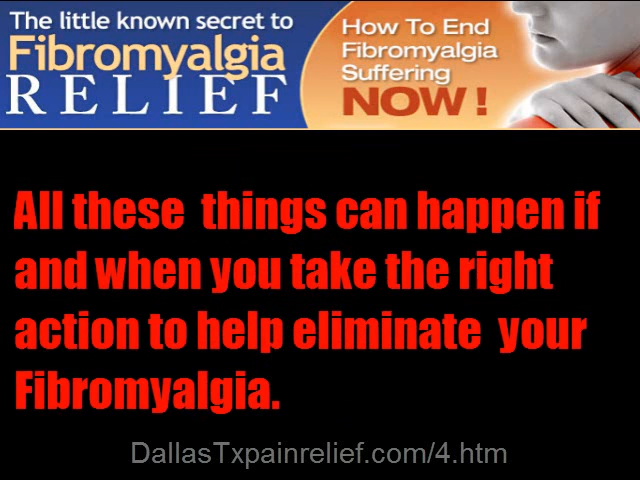 The little known secret to
Fibromyalgia
RELIEF
How To End
Fibromyalgia
Suffering
NOW!
All these things can happen if
and when you take the right
action to help eliminate your
Fibromyalgia.
DallasTxpainrelief.com/4.htm